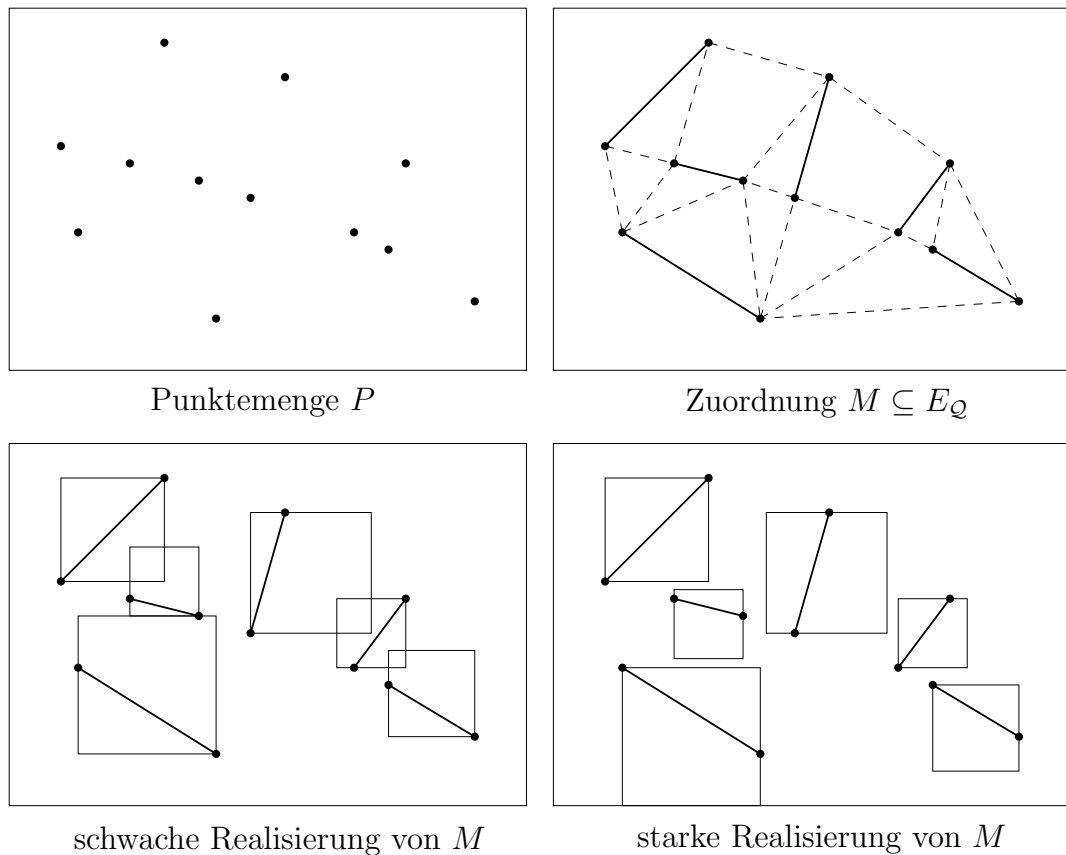 Punktemenge P
Zuordnung M ⊆ E_𝒬
schwache Realisierung von M
starke Realisierung von M